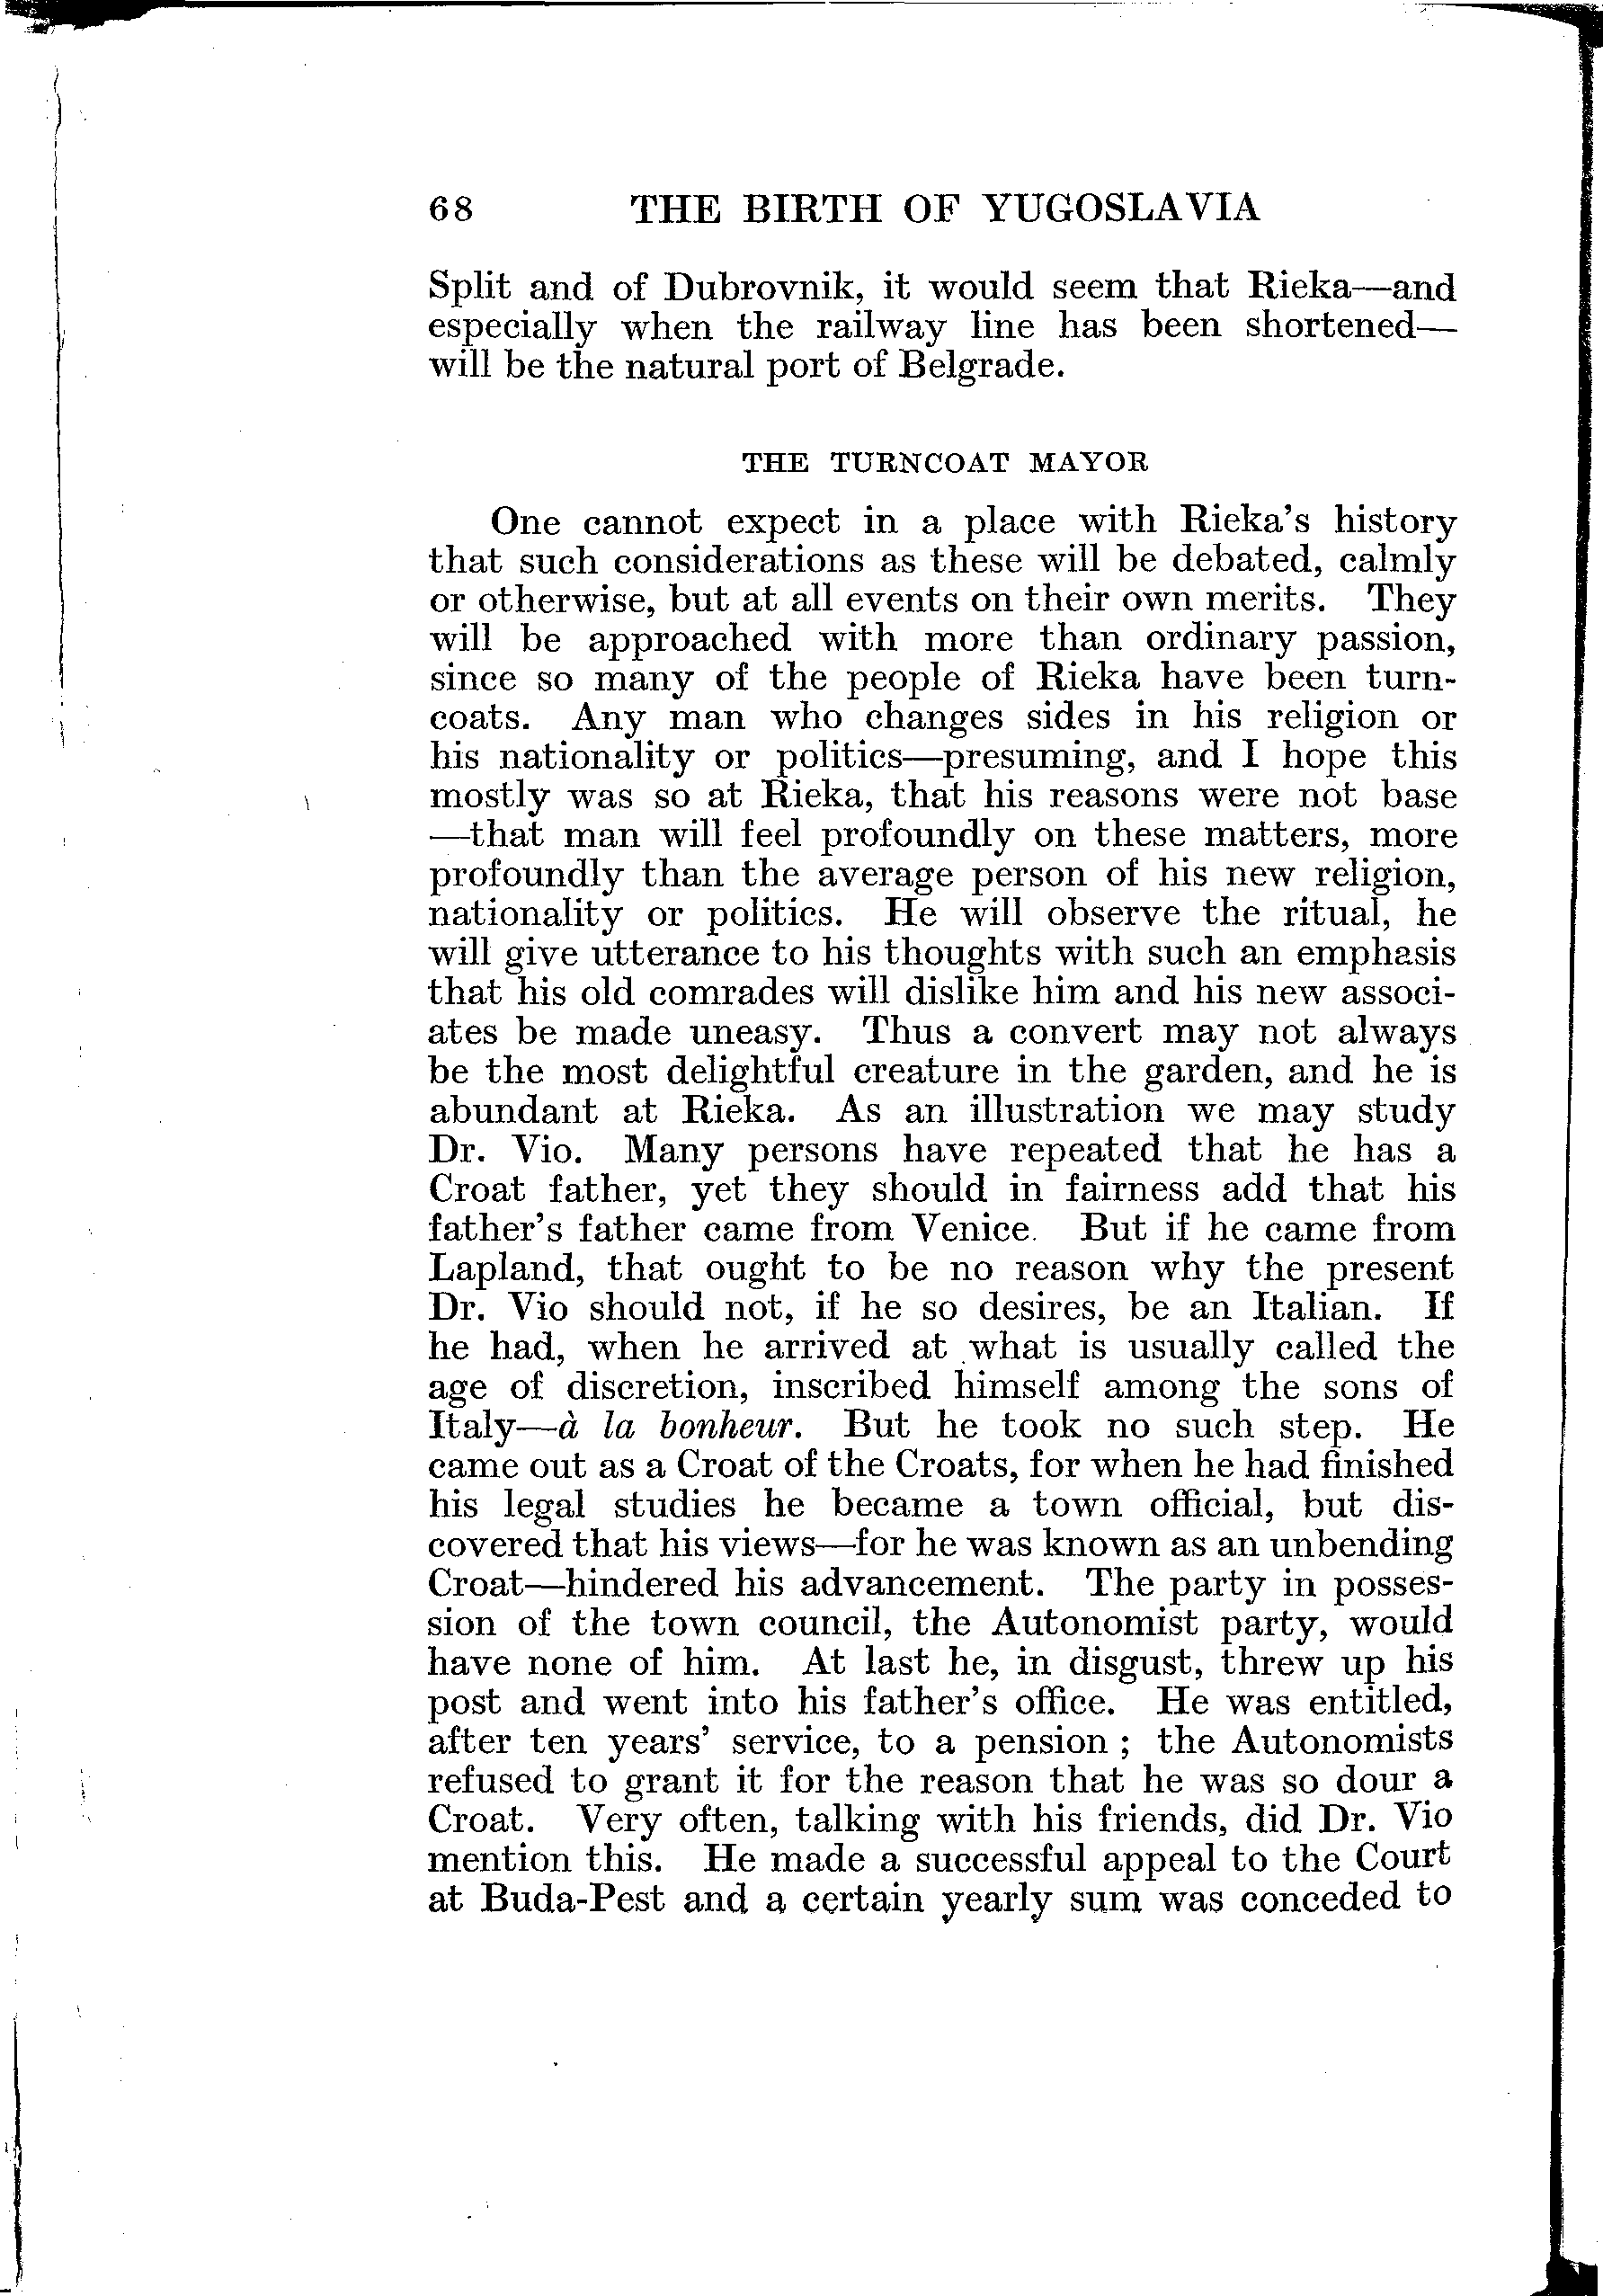 68 THE BIRTH OF YUGOSLAVIA
Split and of Dubrovnik, it would seem that Rieka—and
especially when the railway line has been shortened—
will be the natural port of Belgrade.
THE TURNCOAT MAYOR
One cannot expect in a place with Rieka's history
that such considerations as these will be debated, calmly
or otherwise, but at all events on their own merits. They
will be approached with more than ordinary passion,
since so many of the people of Rieka have been turn-
coats. Any man who changes sides in his religion or
his nationality or politics—presuming, and I hope this
mostly was so at Rieka, that his reasons were not base
—that man will feel profoundly on these matters, more
profoundly than the average person of his new religion,
nationality or politics. He will observe the ritual, he
will give utterance to his thoughts with such an emphasis
that his old comrades will dislike him and his new associ-
ates be made uneasy. Thus a convert may not always
be the most delightful creature in the garden, and he is
abundant at Rieka. As an illustration we may study
Dr. Vio. Many persons have repeated that he has a
Croat father, yet they should in fairness add that his
father's father came from Venice. But if he came from
Lapland, that ought to be no reason why the present
Dr. Vio should not, if he so desires, be an Italian. If
he had, when he arrived at what is usually called the
age of discretion, inscribed himself among the sons of
Italy—à la bonheur. But he took no such step. He
came out as a Croat of the Croats, for when he had finished
his legal studies he became a town official, but dis-
covered that his views—for he was known as an unbending
Croat—hindered his advancement. The party in posses-
sion of the town council, the Autonomist party, would
have none of him. At last he, in disgust, threw up his
post and went into his father's office. He was entitled,
after ten years' service, to a pension ; the Autonomists
refused to grant it for the reason that he was so dour a
Croat. Very often, talking with his friends, did Dr. Vio
mention this. He made a successful appeal to the Court
at Buda-Pest and a certain yearly sum was conceded to